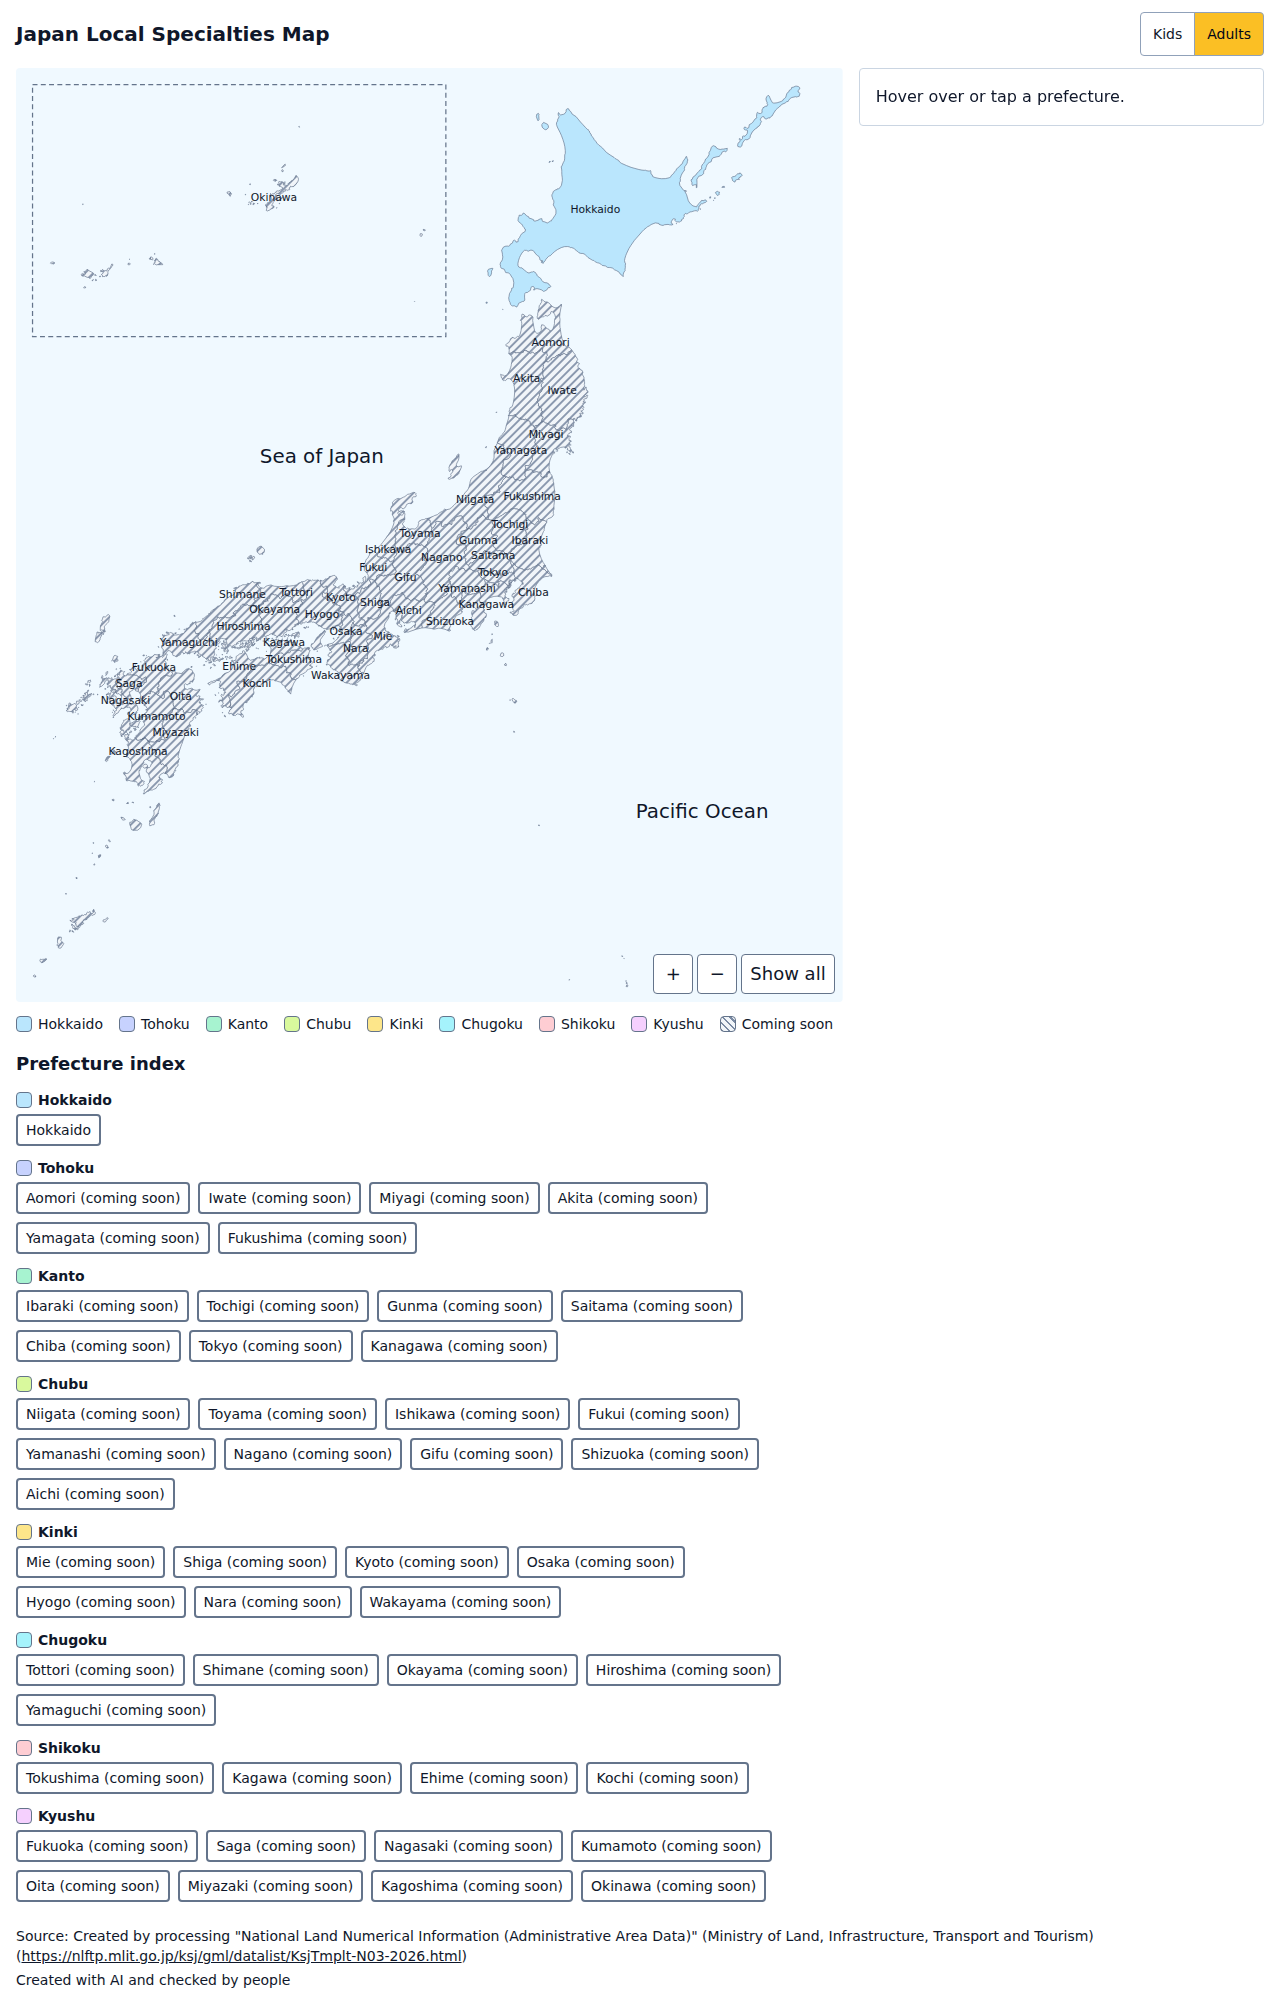 Japan Local Specialties Map
Kids
Adults
Hover over or tap a prefecture.
Okinawa
Hokkaido
Aomori
Akita
Iwate
Miyagi
Yamagata
Sea of Japan
Niigata
Fukushima
Tochigi
Toyama
Gunma
Ibaraki
Ishikawa
Nagano
Saitama
Fukui
Tokyo
Gifu
Yamanashi
Chiba
Shimane
Tottori
Kyoto
Shiga
Kanagawa
Okayama
Hyogo
Aichi
Shizuoka
Hiroshima
Osaka
Mie
Yamaguchi
Kagawa
Nara
Tokushima
Fukuoka
Ehime
Wakayama
Saga
Kochi
Nagasaki
Oita
Kumamoto
Miyazaki
Kagoshima
Pacific Ocean
+
−
Show all
Hokkaido
Tohoku
Kanto
Chubu
Kinki
Chugoku
Shikoku
Kyushu
Coming soon
Prefecture index
Hokkaido
Hokkaido
Tohoku
Aomori (coming soon)
Iwate (coming soon)
Miyagi (coming soon)
Akita (coming soon)
Yamagata (coming soon)
Fukushima (coming soon)
Kanto
Ibaraki (coming soon)
Tochigi (coming soon)
Gunma (coming soon)
Saitama (coming soon)
Chiba (coming soon)
Tokyo (coming soon)
Kanagawa (coming soon)
Chubu
Niigata (coming soon)
Toyama (coming soon)
Ishikawa (coming soon)
Fukui (coming soon)
Yamanashi (coming soon)
Nagano (coming soon)
Gifu (coming soon)
Shizuoka (coming soon)
Aichi (coming soon)
Kinki
Mie (coming soon)
Shiga (coming soon)
Kyoto (coming soon)
Osaka (coming soon)
Hyogo (coming soon)
Nara (coming soon)
Wakayama (coming soon)
Chugoku
Tottori (coming soon)
Shimane (coming soon)
Okayama (coming soon)
Hiroshima (coming soon)
Yamaguchi (coming soon)
Shikoku
Tokushima (coming soon)
Kagawa (coming soon)
Ehime (coming soon)
Kochi (coming soon)
Kyushu
Fukuoka (coming soon)
Saga (coming soon)
Nagasaki (coming soon)
Kumamoto (coming soon)
Oita (coming soon)
Miyazaki (coming soon)
Kagoshima (coming soon)
Okinawa (coming soon)
Source: Created by processing "National Land Numerical Information (Administrative Area Data)" (Ministry of Land, Infrastructure, Transport and Tourism)
(https://nlftp.mlit.go.jp/ksj/gml/datalist/KsjTmplt-N03-2026.html)
Created with AI and checked by people